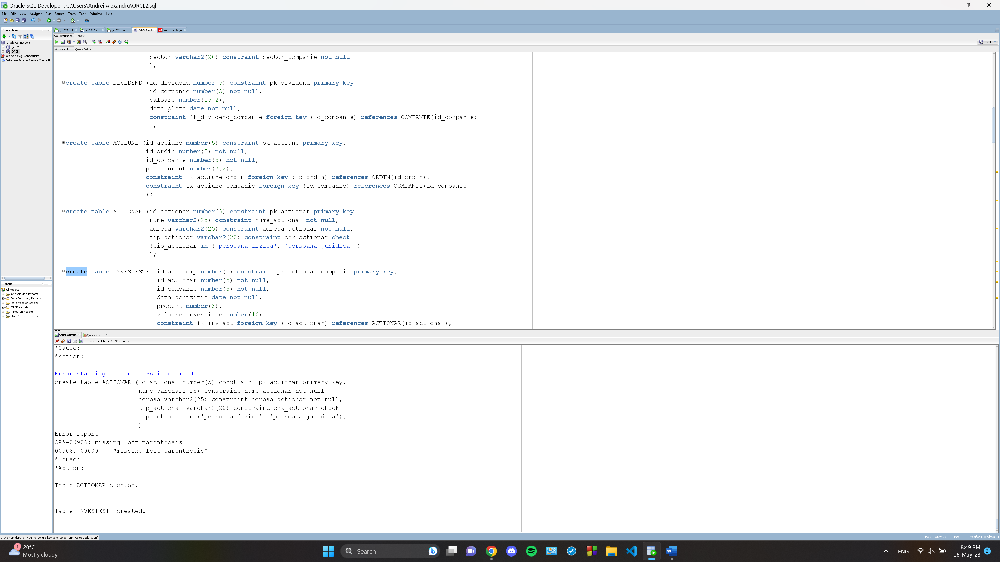 Oracle SQL Developer : C:\Users\Andrei Alexandru\ORCL2.sql
File Edit View Navigate Run Source Team Tools Window Help
Connections
Oracle Connections
gr132
ORCL
Oracle NoSQL Connections
Database Schema Service Connection
gr1322.sql gr13210.sql gr13211.sql ORCL2.sql Welcome Page
SQL Worksheet History
ORCL
Worksheet Query Builder
sector varchar2(20) constraint sector_companie not null
);
create table DIVIDEND (id_dividend number(5) constraint pk_dividend primary key,
id_companie number(5) not null,
valoare number(15,2),
data_plata date not null,
constraint fk_dividend_companie foreign key (id_companie) references COMPANIE(id_companie)
);
create table ACTIUNE (id_actiune number(5) constraint pk_actiune primary key,
id_ordin number(5) not null,
id_companie number(5) not null,
pret_curent number(7,2),
constraint fk_actiune_ordin foreign key (id_ordin) references ORDIN(id_ordin),
constraint fk_actiune_companie foreign key (id_companie) references COMPANIE(id_companie)
);
create table ACTIONAR (id_actionar number(5) constraint pk_actionar primary key,
nume varchar2(25) constraint nume_actionar not null,
adresa varchar2(25) constraint adresa_actionar not null,
tip_actionar varchar2(20) constraint chk_actionar check
(tip_actionar in ('persoana fizica', 'persoana juridica'))
);
create table INVESTESTE (id_act_comp number(5) constraint pk_actionar_companie primary key,
id_actionar number(5) not null,
id_companie number(5) not null,
data_achizitie date not null,
procent number(3),
valoare_investitie number(10),
constraint fk_inv_act foreign key (id_actionar) references ACTIONAR(id_actionar),
Reports
All Reports
Analytic View Reports
Data Dictionary Reports
Data Modeler Reports
OLAP Reports
TimesTen Reports
User Defined Reports
Script Output x Query Result x
Task completed in 0.096 seconds
*Cause:
*Action:
Error starting at line : 66 in command -
create table ACTIONAR (id_actionar number(5) constraint pk_actionar primary key,
nume varchar2(25) constraint nume_actionar not null,
adresa varchar2(25) constraint adresa_actionar not null,
tip_actionar varchar2(20) constraint chk_actionar check
tip_actionar in ('persoana fizica', 'persoana juridica'),
)
Error report -
ORA-00906: missing left parenthesis
00906. 00000 -  "missing left parenthesis"
*Cause:
*Action:
Table ACTIONAR created.
Table INVESTESTE created.
Click on an identifier with the Control key down to perform "Go to Declaration"
Line 81 Column 28 Insert Modified Windows: Cl
1
20°C
Mostly cloudy
Search
ENG
8:49 PM
16-May-23
2